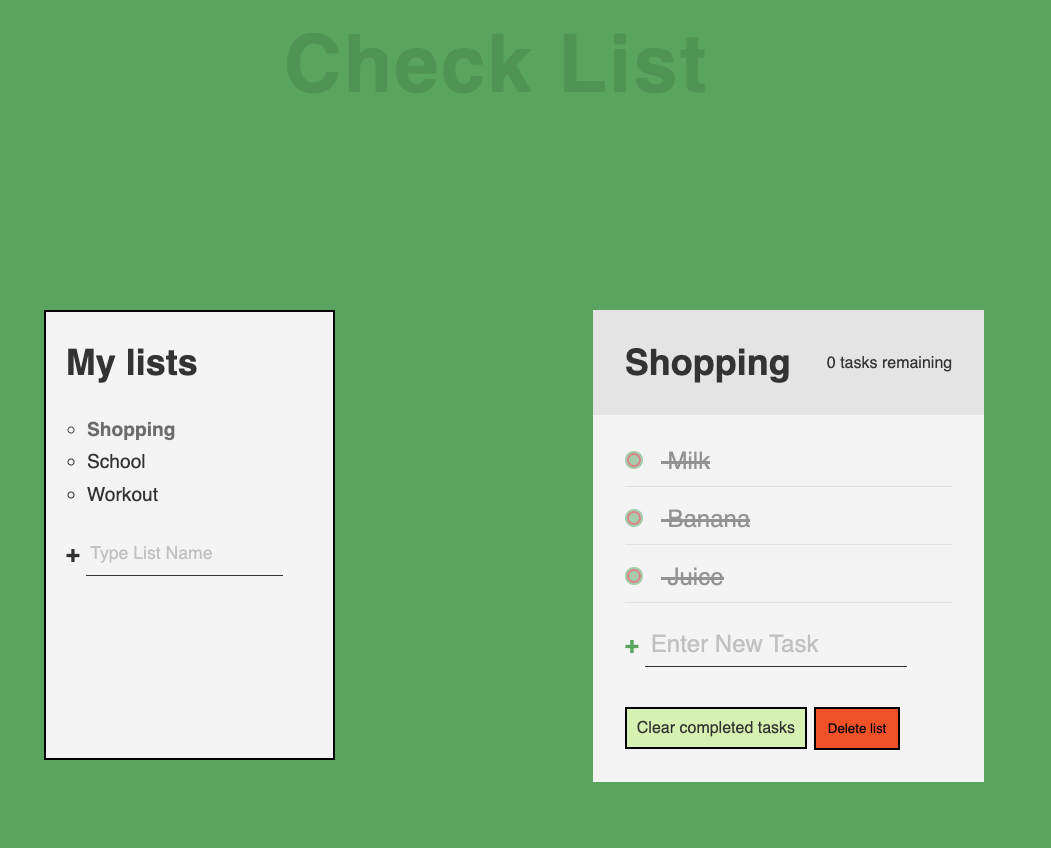 Check List
My lists
Shopping
School
Workout
+ Type List Name
Shopping
0 tasks remaining
Milk
Banana
Juice
+ Enter New Task
Clear completed tasks
Delete list